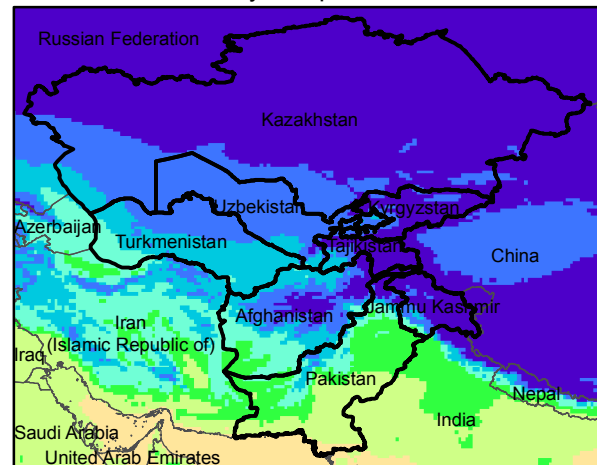 Russian Federation
Kazakhstan
Uzbekistan
Kyrgyzstan
Azerbaijan
Turkmenistan
Tajikistan
China
Jammu Kashmir
Afghanistan
Iran
(Islamic Republic of)
Iraq
Pakistan
Nepal
India
Saudi Arabia
United Arab Emirates